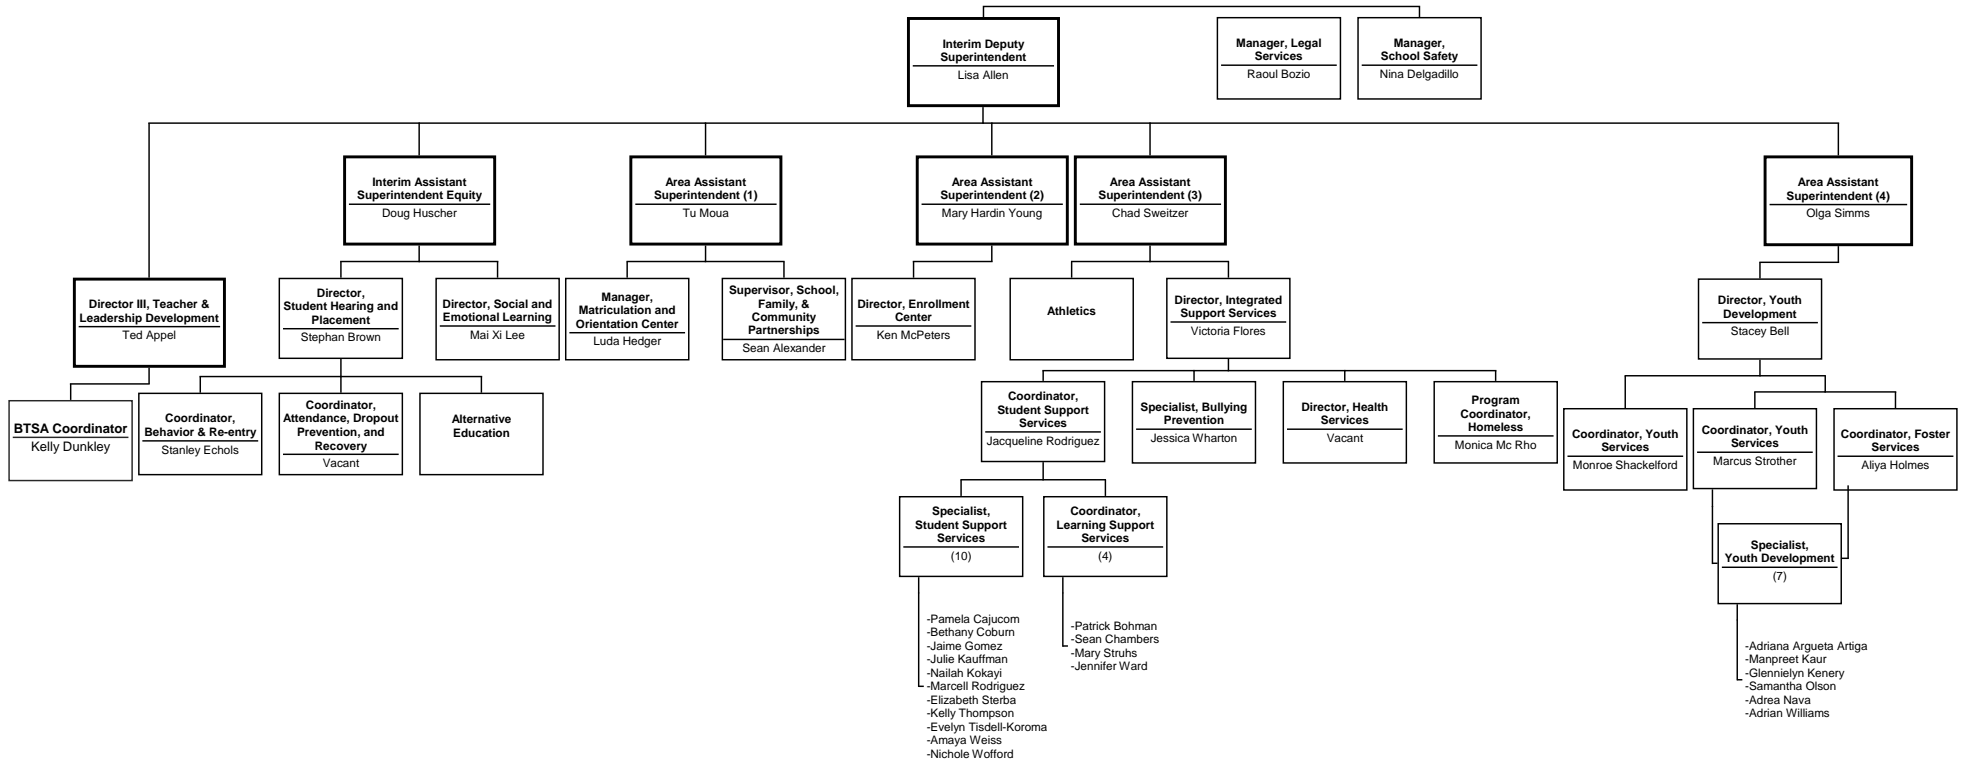 Interim Deputy
Superintendent
Lisa Allen
Manager, Legal
Services
Raoul Bozio
Manager,
School Safety
Nina Delgadillo
Interim Assistant
Superintendent Equity
Doug Huscher
Area Assistant
Superintendent (1)
Tu Moua
Area Assistant
Superintendent (2)
Mary Hardin Young
Area Assistant
Superintendent (3)
Chad Sweitzer
Area Assistant
Superintendent (4)
Olga Simms
Director III, Teacher &
Leadership Development
Ted Appel
Director,
Student Hearing and
Placement
Stephan Brown
Director, Social and
Emotional Learning
Mai Xi Lee
Manager,
Matriculation and
Orientation Center
Luda Hedger
Supervisor, School,
Family, &
Community
Partnerships
Sean Alexander
Director, Enrollment
Center
Ken McPeters
Athletics
Director, Integrated
Support Services
Victoria Flores
Director, Youth
Development
Stacey Bell
BTSA Coordinator
Kelly Dunkley
Coordinator,
Behavior & Re-entry
Stanley Echols
Coordinator,
Attendance, Dropout
Prevention, and
Recovery
Vacant
Alternative
Education
Coordinator,
Student Support
Services
Jacqueline Rodriguez
Specialist, Bullying
Prevention
Jessica Wharton
Director, Health
Services
Vacant
Program
Coordinator,
Homeless
Monica Mc Rho
Coordinator, Youth
Services
Monroe Shackelford
Coordinator, Youth
Services
Marcus Strother
Coordinator, Foster
Services
Aliya Holmes
Specialist,
Student Support
Services
(10)
Coordinator,
Learning Support
Services
(4)
Specialist,
Youth Development
(7)
-Pamela Cajucom
-Bethany Coburn
-Jaime Gomez
-Julie Kauffman
-Nailah Kokayi
-Marcell Rodriguez
-Elizabeth Sterba
-Kelly Thompson
-Evelyn Tisdell-Koroma
-Amaya Weiss
-Nichole Wofford
-Patrick Bohman
-Sean Chambers
-Mary Struhs
-Jennifer Ward
-Adriana Argueta Artiga
-Manpreet Kaur
-Glennielyn Kenery
-Samantha Olson
-Adrea Nava
-Adrian Williams